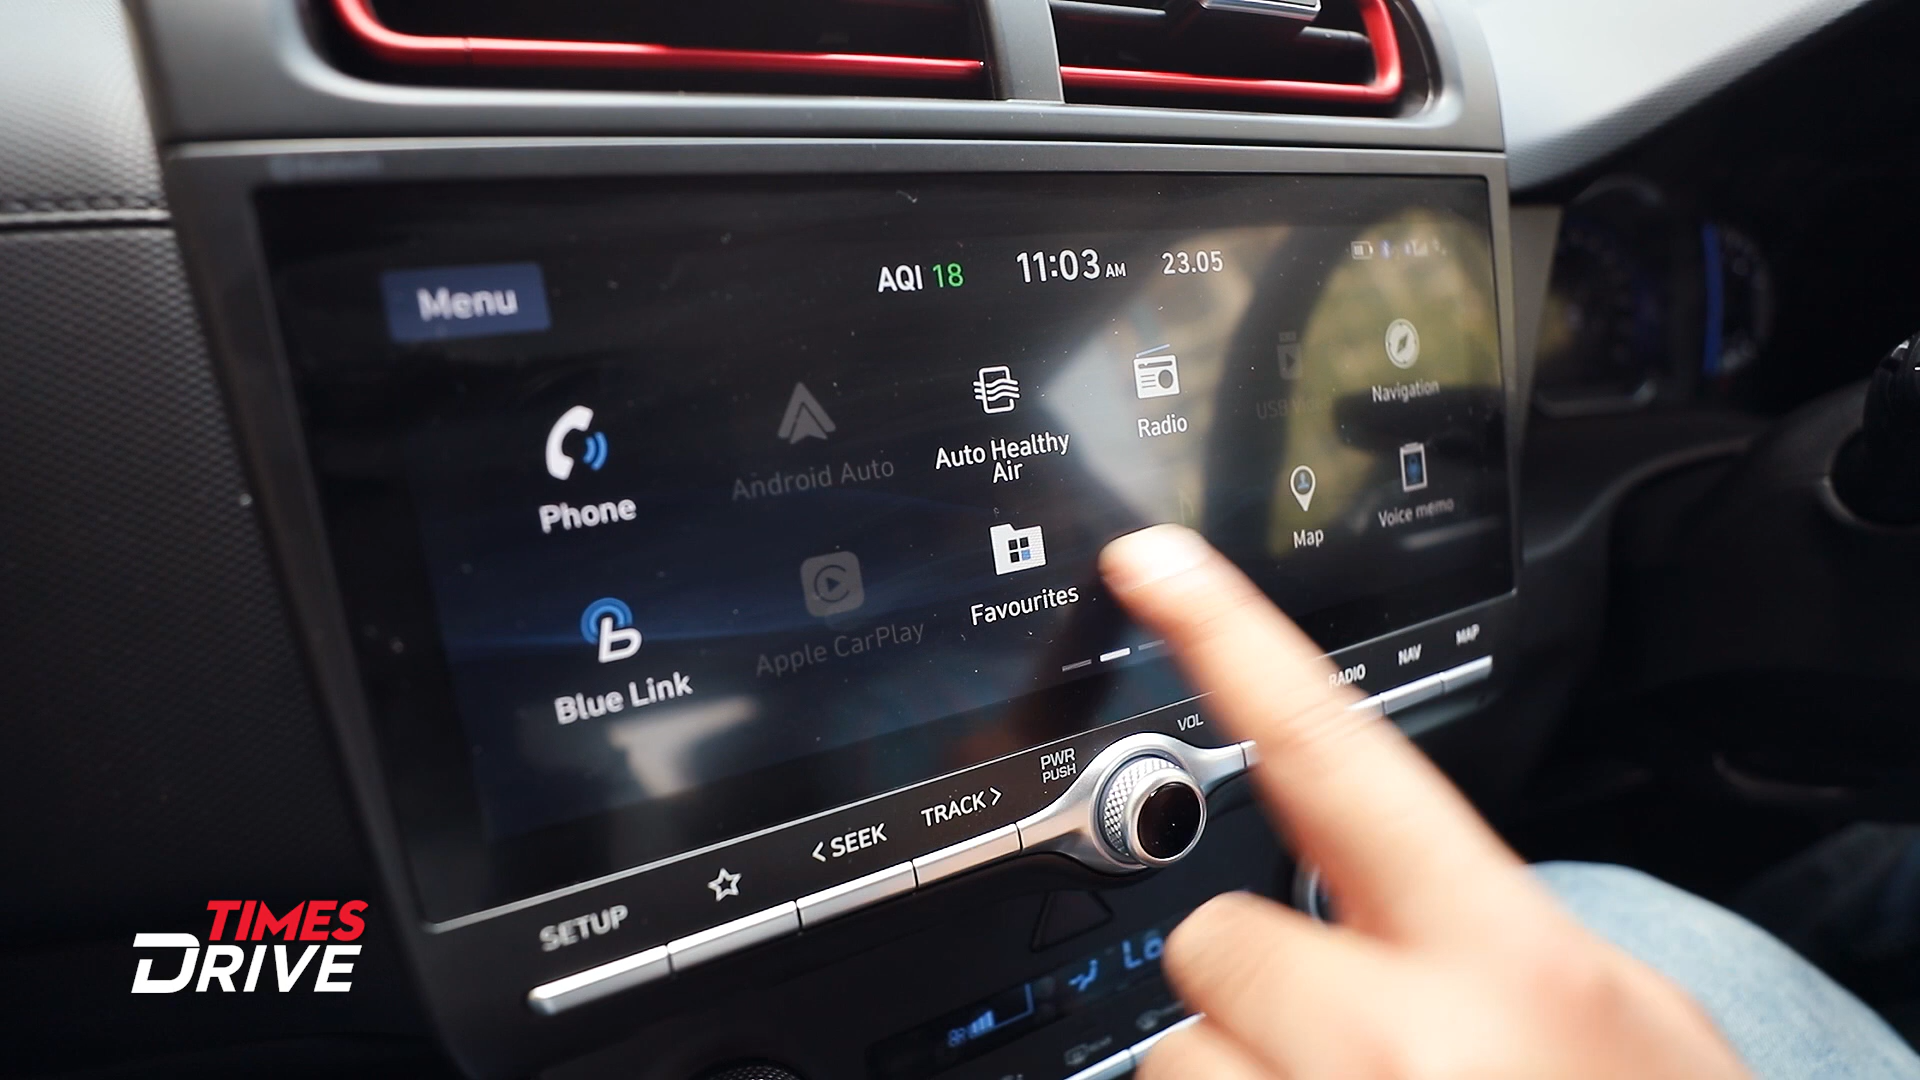 AQI 18
11:03 AM
23.05
Menu
Phone
Android Auto
Auto Healthy
Air
Radio
USB
Navigation
Blue Link
Apple CarPlay
Favourites
Map
Voice memo
SETUP
< SEEK
TRACK >
PWR
PUSH
VOL
RADIO
NAV
MAP
TIMES
DRIVE